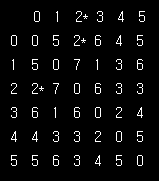 0 1 2* 3 4 5
0 0 5 2* 6 4 5
1 5 0 7 1 3 6
2 2* 7 0 6 3 3
3 6 1 6 0 2 4
4 4 3 3 2 0 5
5 5 6 3 4 5 0